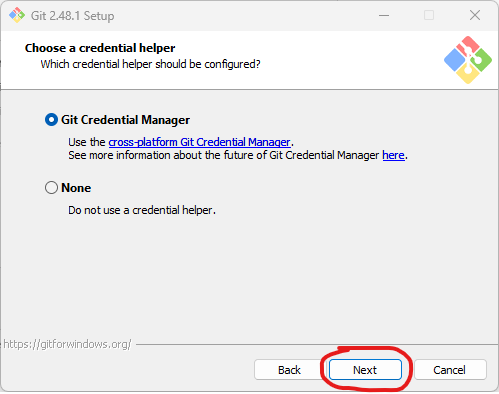 Git 2.48.1 Setup
Choose a credential helper
Which credential helper should be configured?
Git Credential Manager
Use the cross-platform Git Credential Manager.
See more information about the future of Git Credential Manager here.
None
Do not use a credential helper.
https://gitforwindows.org/
Back Next Cancel